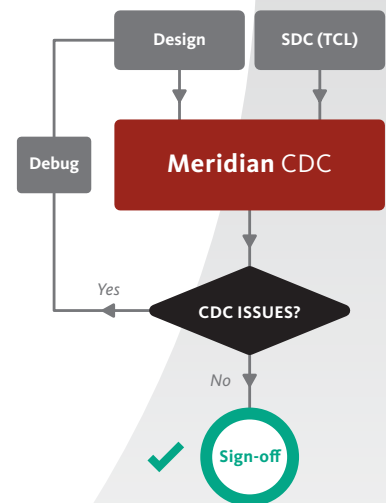 Design
SDC (TCL)
Debug
Meridian CDC
Yes
CDC ISSUES?
No
Sign-off